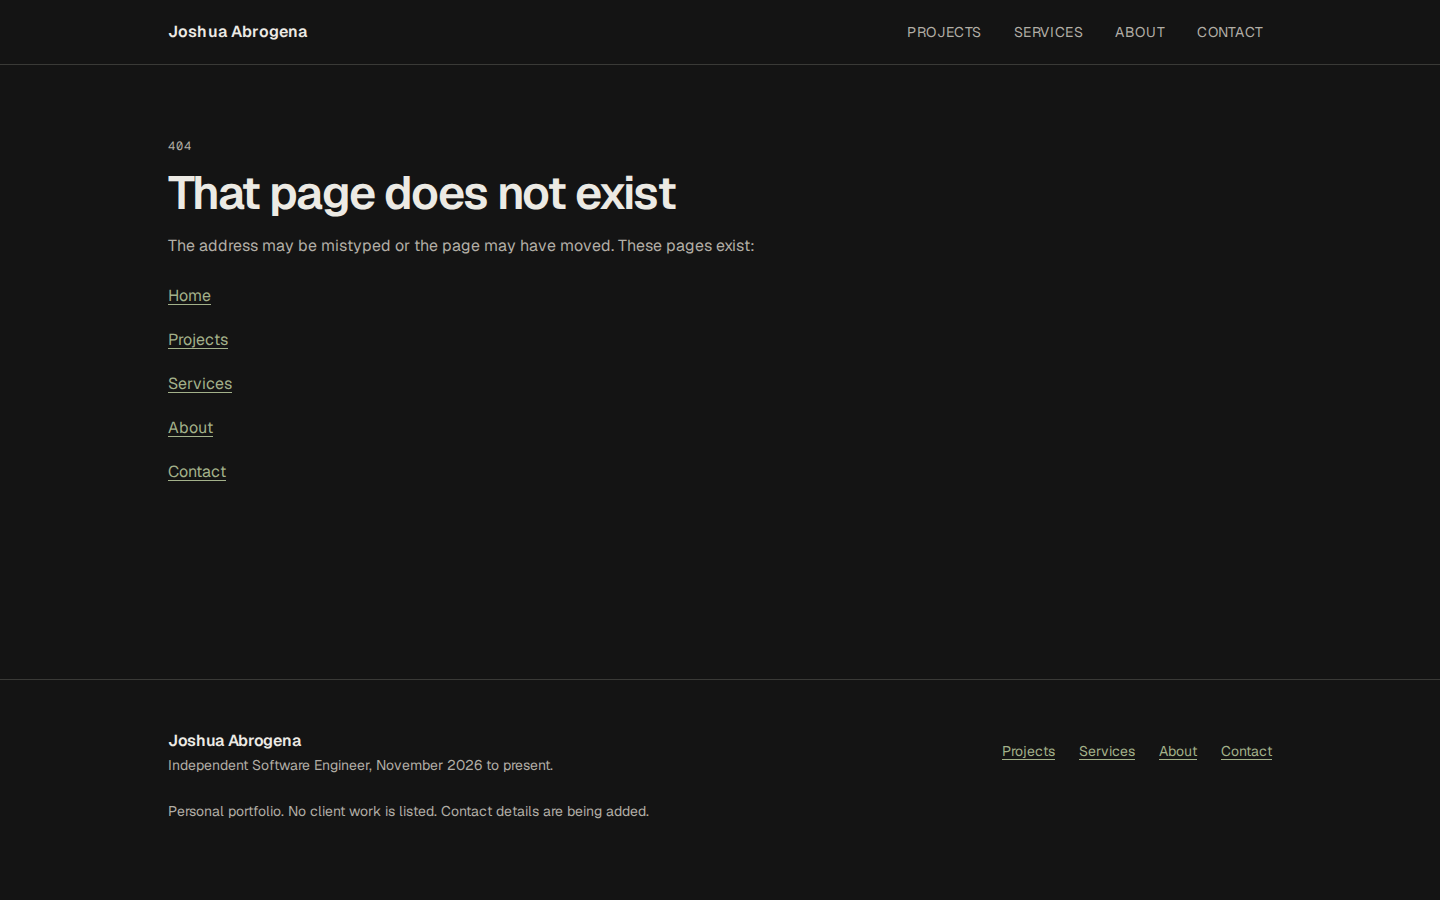 Joshua Abrogena
PROJECTS SERVICES ABOUT CONTACT
404
That page does not exist
The address may be mistyped or the page may have moved. These pages exist:
Home
Projects
Services
About
Contact
Joshua Abrogena
Independent Software Engineer, November 2026 to present.
Projects Services About Contact
Personal portfolio. No client work is listed. Contact details are being added.